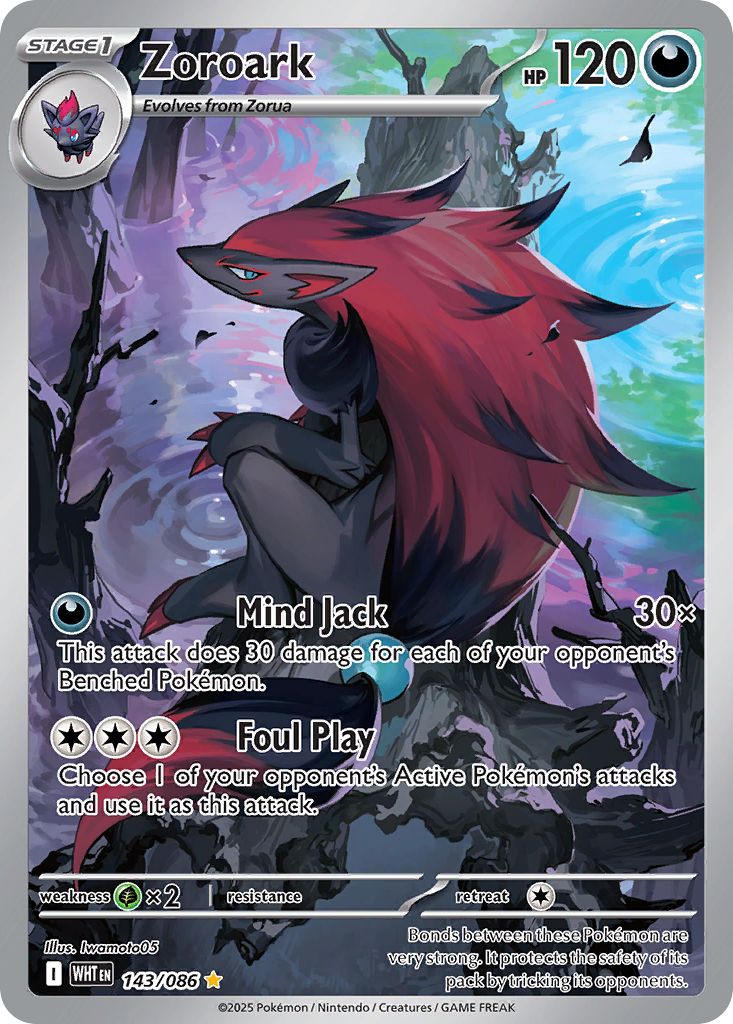 STAGE1
Zoroark
HP 120
Evolves from Zorua
Mind Jack 30×
This attack does 30 damage for each of your opponent's
Benched Pokémon.
Foul Play
Choose 1 of your opponent's Active Pokémon's attacks
and use it as this attack.
weakness ×2 resistance retreat
Illus. Iwamoto05
I WHT EN 143/086
Bonds between these Pokémon are
very strong. It protects the safety of its
pack by tricking its opponents.
©2025 Pokémon / Nintendo / Creatures / GAME FREAK